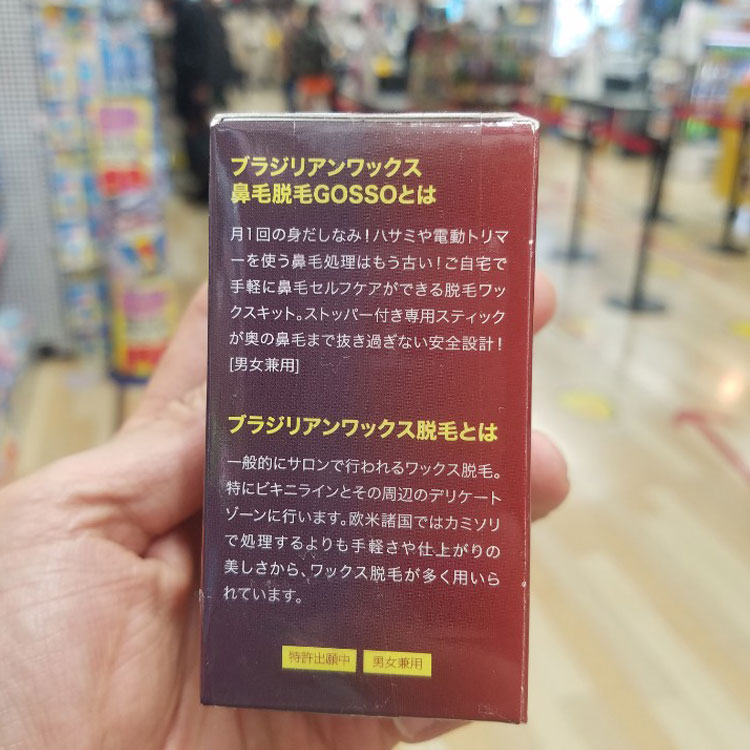 ブラジリアンワックス
鼻毛脱毛GOSSOとは
月1回の身だしなみ!ハサミや電動トリマ
ーを使う鼻毛処理はもう古い!ご自宅で
手軽に鼻毛セルフケアができる脱毛ワッ
クスキット。ストッパー付き専用スティック
が奥の鼻毛まで抜き過ぎない安全設計!
[男女兼用]
ブラジリアンワックス脱毛とは
一般的にサロンで行われるワックス脱毛。
特にビキニラインとその周辺のデリケート
ゾーンに行います。欧米諸国ではカミソリ
で処理するよりも手軽さや仕上がりの
美しさから、ワックス脱毛が多く用いら
れています。
特許出願中 男女兼用